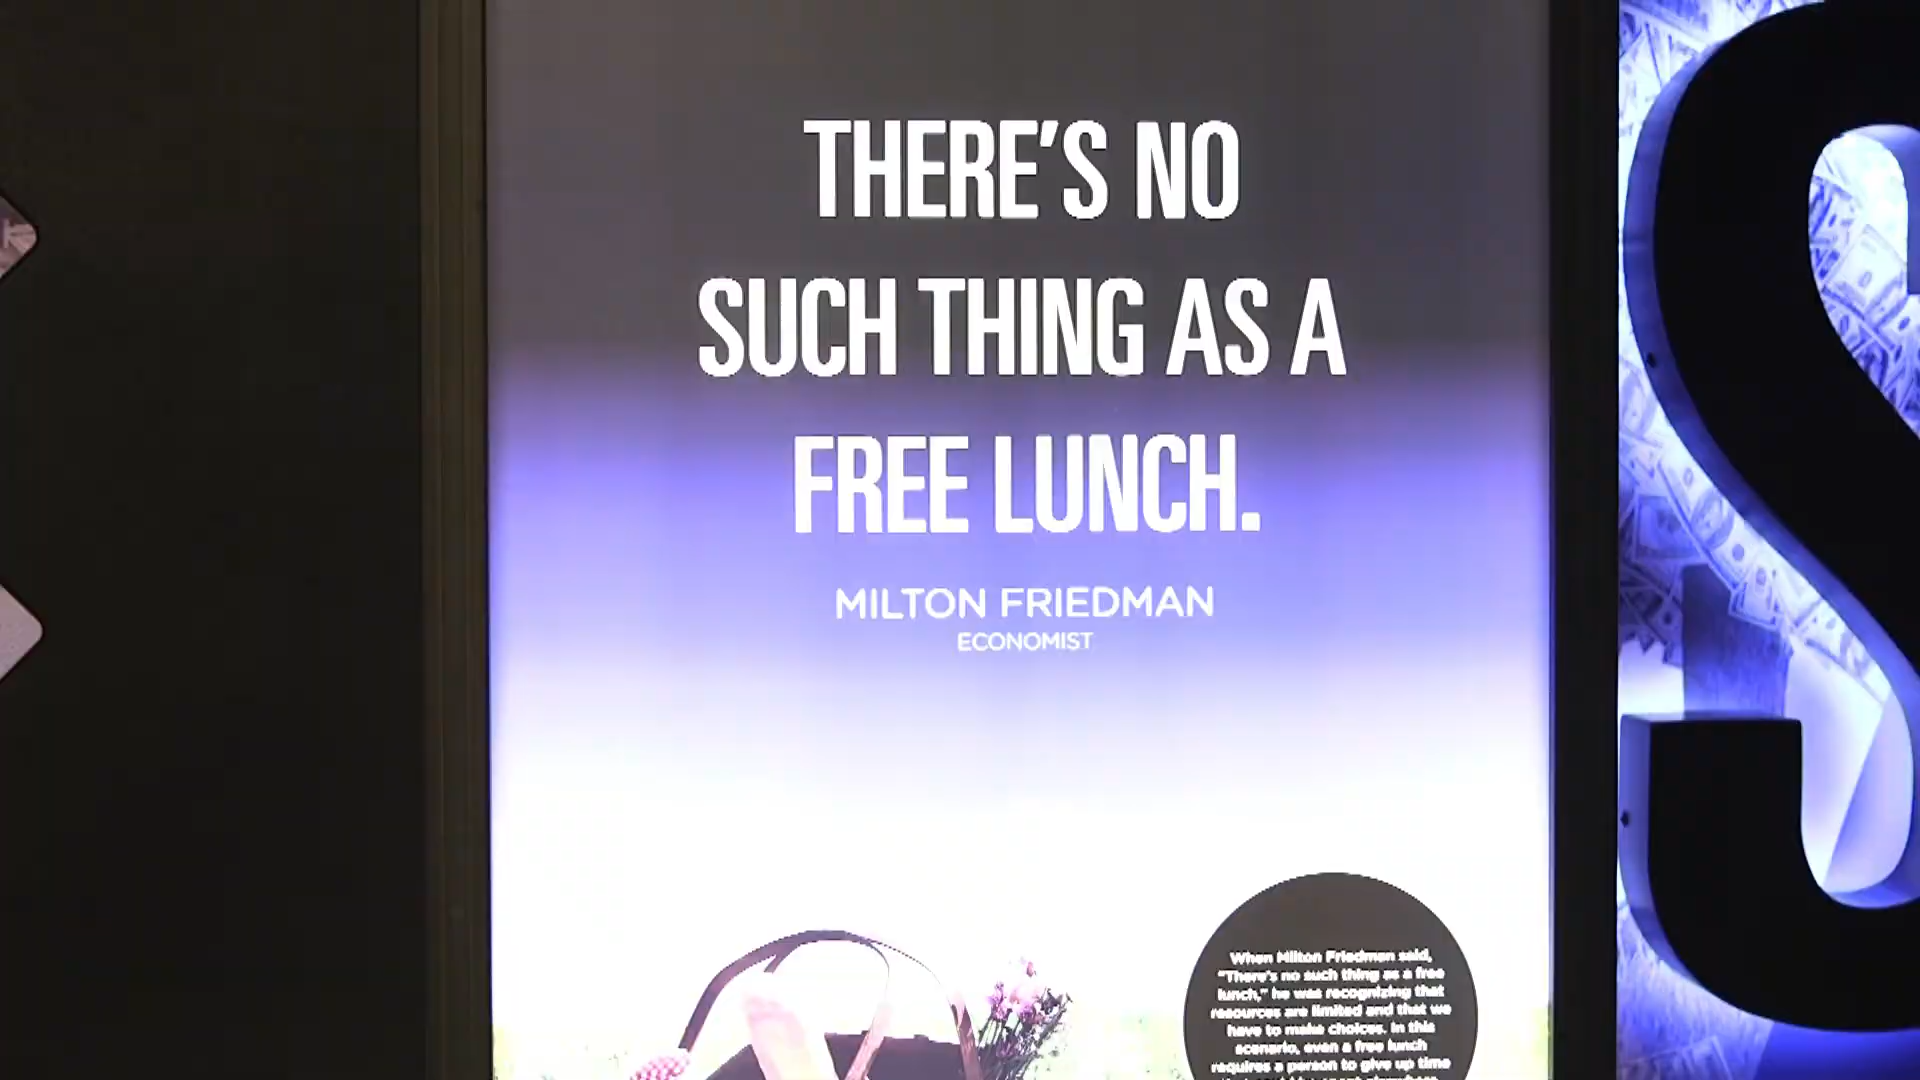 THERE'S NO
SUCH THING AS A
FREE LUNCH.
MILTON FRIEDMAN
ECONOMIST
When Milton Friedman said,
"There's no such thing as a free
lunch," he was recognizing that
resources are limited and that we
have to make choices. In this
scenario, even a free lunch
requires a person to give up time
S